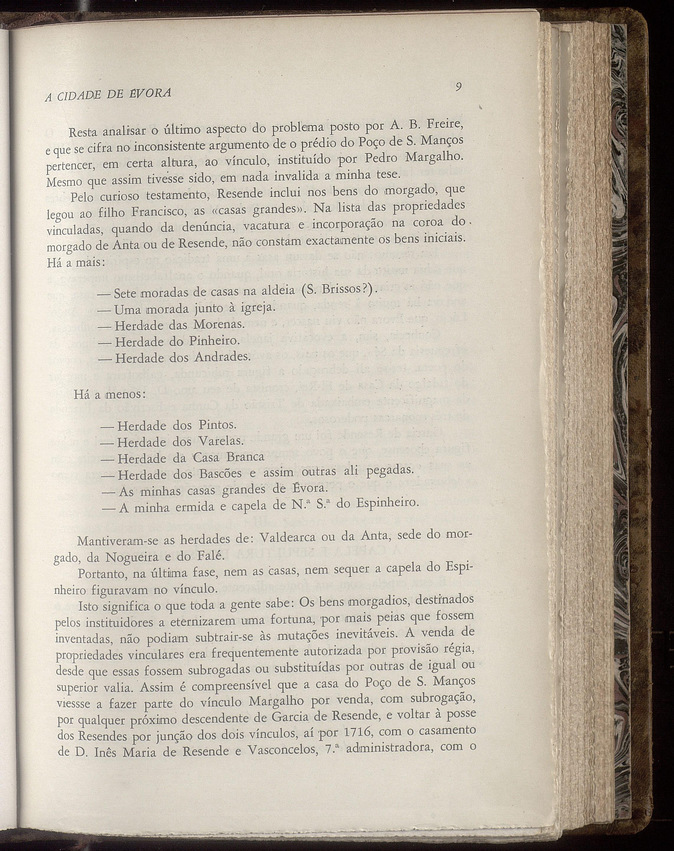 A CIDADE DE ÉVORA 9
Resta analisar o último aspecto do problema posto por A. B. Freire,
e que se cifra no inconsistente argumento de o prédio do Poço de S. Manços
pertencer, em certa altura, ao vínculo, instituído por Pedro Margalho.
Mesmo que assim tivesse sido, em nada invalida a minha tese.
Pelo curioso testamento, Resende inclui nos bens do morgado, que
legou ao filho Francisco, as «casas grandes». Na lista das propriedades
vinculadas, quando da denúncia, vacatura e incorporação na coroa do
morgado de Anta ou de Resende, não constam exactamente os bens iniciais.
Há a mais:
— Sete moradas de casas na aldeia (S. Brissos?).
— Uma morada junto à igreja.
— Herdade das Morenas.
— Herdade do Pinheiro.
— Herdade dos Andrades.
Há a menos:
— Herdade dos Pintos.
— Herdade dos Varelas.
— Herdade da Casa Branca
— Herdade dos Bascões e assim outras ali pegadas.
— As minhas casas grandes de Évora.
— A minha ermida e capela de N.ª S.ª do Espinheiro.
Mantiveram-se as herdades de: Valdearca ou da Anta, sede do mor-
gado, da Nogueira e do Falé.
Portanto, na última fase, nem as casas, nem sequer a capela do Espi-
nheiro figuravam no vínculo.
Isto significa o que toda a gente sabe: Os bens morgadios, destinados
pelos instituidores a eternizarem uma fortuna, por mais peias que fossem
inventadas, não podiam subtrair-se às mutações inevitáveis. A venda de
propriedades vinculares era frequentemente autorizada por provisão régia,
desde que essas fossem subrogadas ou substituídas por outras de igual ou
superior valia. Assim é compreensível que a casa do Poço de S. Manços
viessse a fazer parte do vínculo Margalho por venda, com subrogação,
por qualquer próximo descendente de Garcia de Resende, e voltar à posse
dos Resendes por junção dos dois vínculos, aí por 1716, com o casamento
de D. Inês Maria de Resende e Vasconcelos, 7.ª administradora, com o